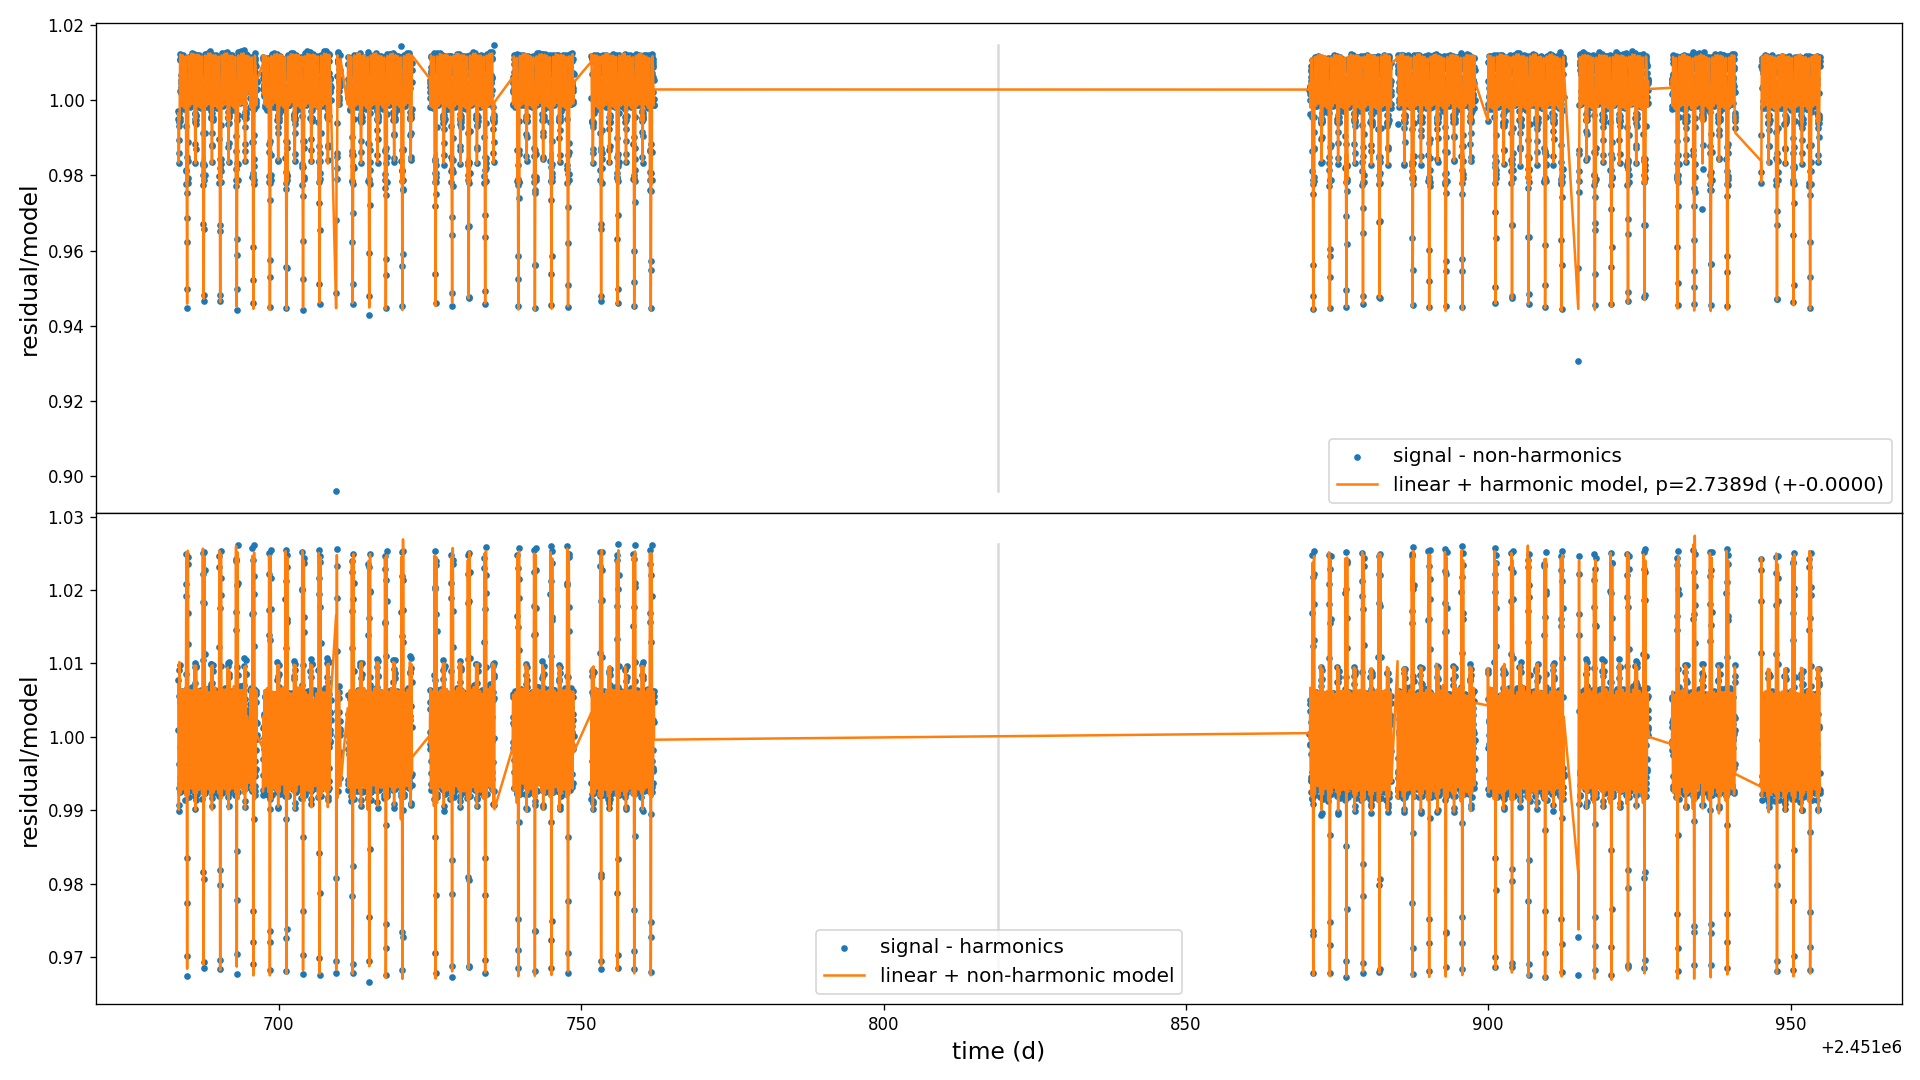 1.02
1.00
0.98
0.96
0.94
0.92
0.90
residual/model
signal - non-harmonics
linear + harmonic model, p=2.7389d (+-0.0000)
1.03
1.02
1.01
1.00
0.99
0.98
0.97
residual/model
signal - harmonics
linear + non-harmonic model
700
750
800
850
900
950
time (d)
+2.451e6